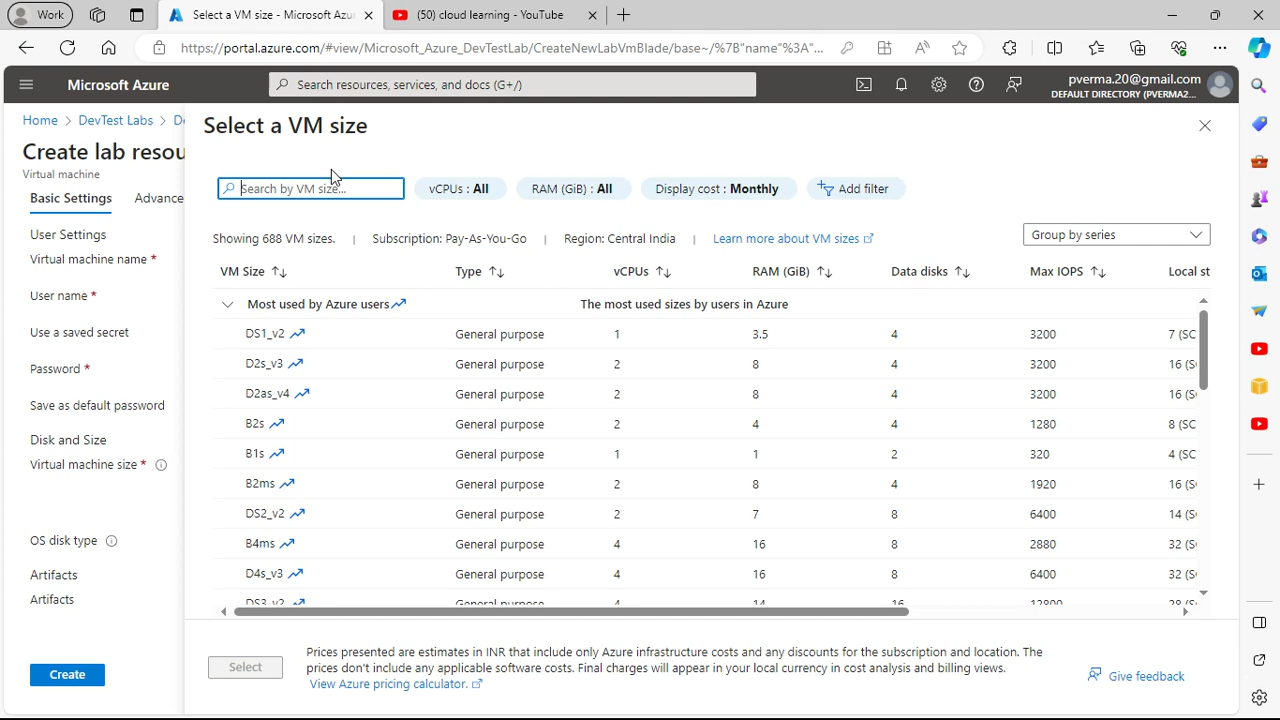 Work
Select a VM size - Microsoft Azu
(50) cloud learning - YouTube
https://portal.azure.com/#view/Microsoft_Azure_DevTestLab/CreateNewLabVmBlade/base~/%7B"name"%3A"...
Microsoft Azure
Search resources, services, and docs (G+/)
pverma.20@gmail.com
DEFAULT DIRECTORY (PVERMA2...
Home > DevTest Labs > De
Create lab resou
Virtual machine
Basic Settings Advance
User Settings
Virtual machine name *
User name *
Use a saved secret
Password *
Save as default password
Disk and Size
Virtual machine size *
OS disk type
Artifacts
Artifacts
Create
Select a VM size
Search by VM size...
vCPUs : All
RAM (GiB) : All
Display cost : Monthly
Add filter
Showing 688 VM sizes. | Subscription: Pay-As-You-Go | Region: Central India | Learn more about VM sizes
Group by series
VM Size Type vCPUs RAM (GiB) Data disks Max IOPS Local st
Most used by Azure users The most used sizes by users in Azure
DS1_v2 General purpose 1 3.5 4 3200 7 (SC
D2s_v3 General purpose 2 8 4 3200 16 (S
D2as_v4 General purpose 2 8 4 3200 16 (S
B2s General purpose 2 4 4 1280 8 (SC
B1s General purpose 1 1 2 320 4 (SC
B2ms General purpose 2 8 4 1920 16 (S
DS2_v2 General purpose 2 7 8 6400 14 (S
B4ms General purpose 4 16 8 2880 32 (S
D4s_v3 General purpose 4 16 8 6400 32 (S
DS3_v2 General purpose 4 14 16 12800 28 (S
Select
Prices presented are estimates in INR that include only Azure infrastructure costs and any discounts for the subscription and location. The
prices don't include any applicable software costs. Final charges will appear in your local currency in cost analysis and billing views.
View Azure pricing calculator.
Give feedback